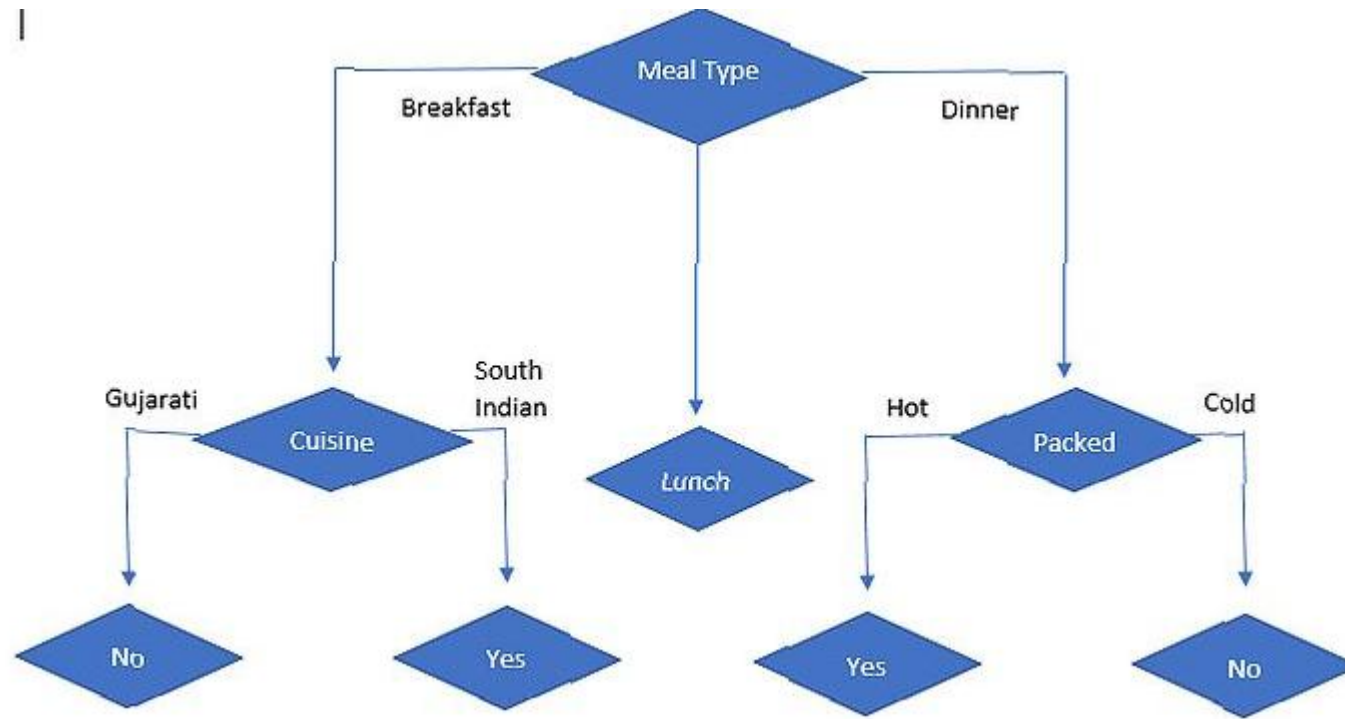 Meal Type
Breakfast
Dinner
Gujarati
South
Indian
Cuisine
Lunch
Hot
Cold
Packed
No
Yes
Yes
No